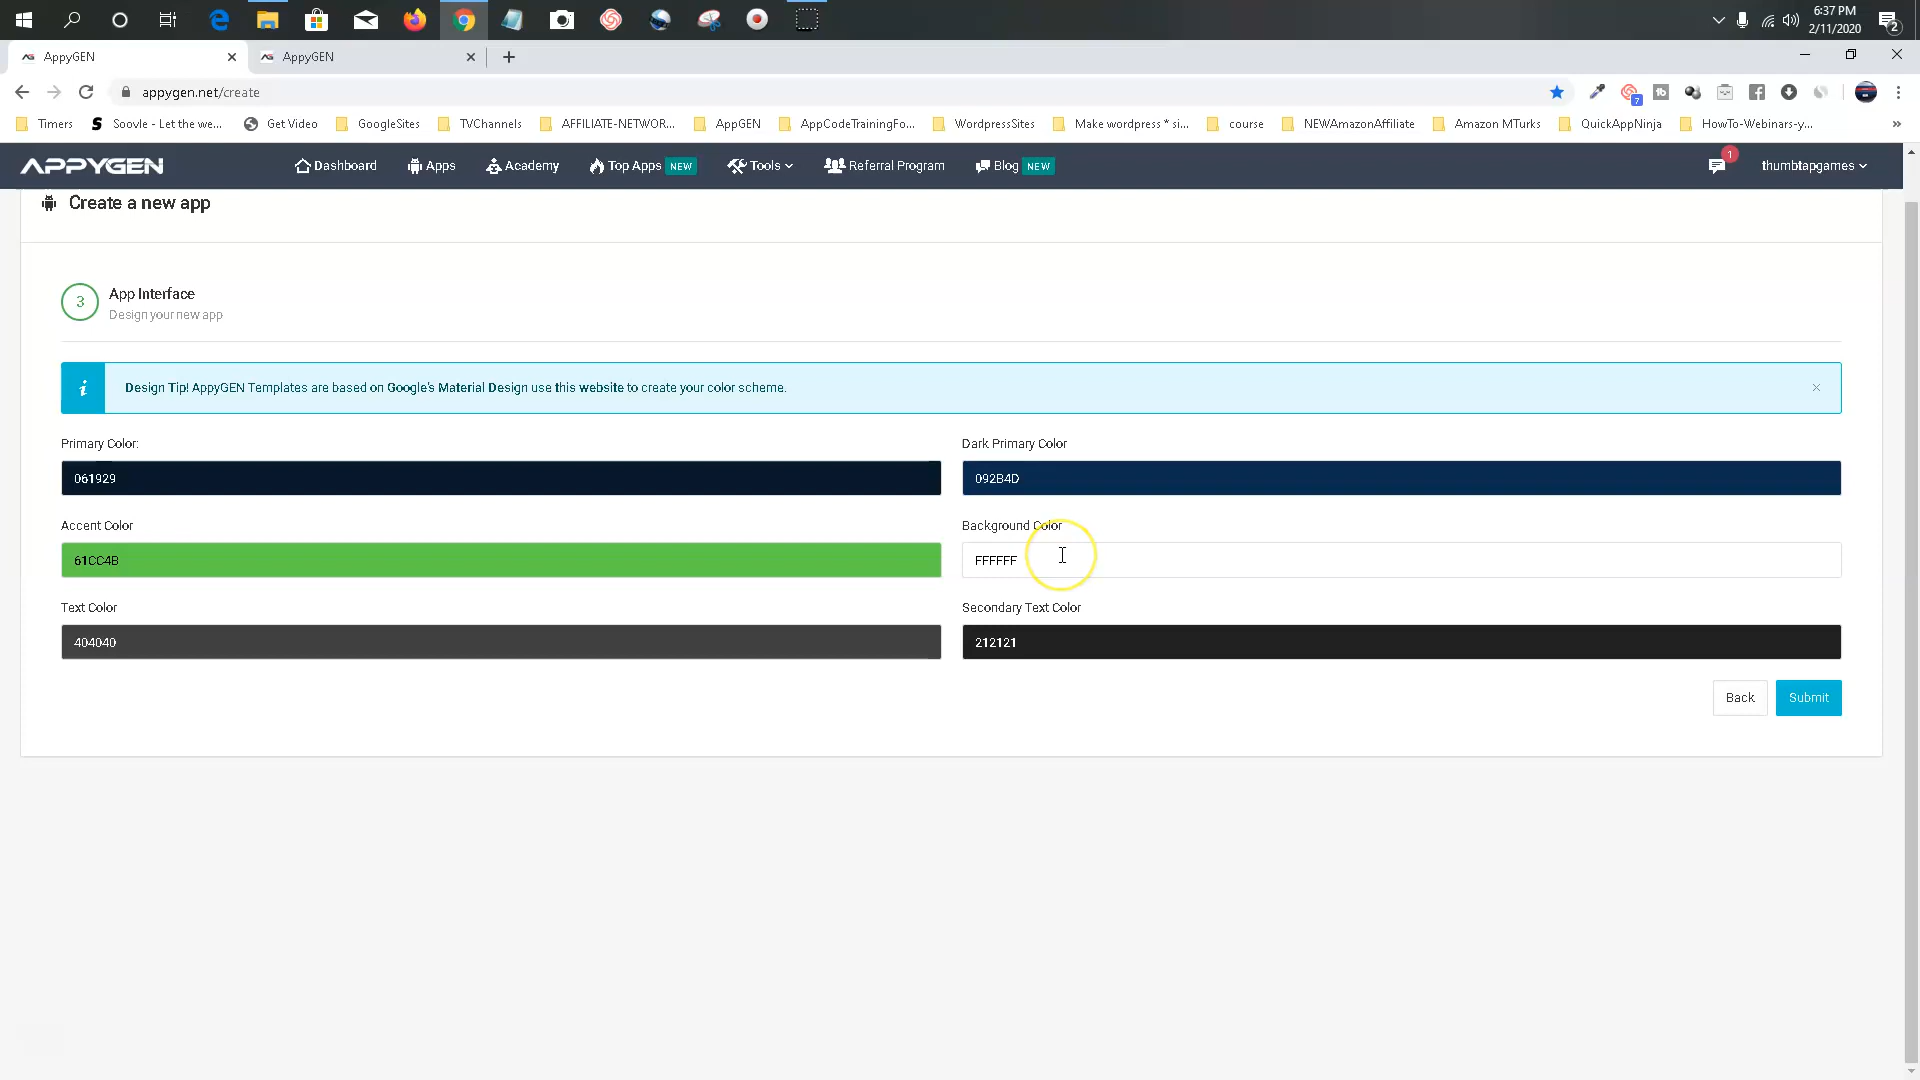 6:37 PM
2/11/2020
2
AppyGEN
AppyGEN
appygen.net/create
7
Timers
Soovle - Let the we...
Get Video
GoogleSites
TVChannels
AFFILIATE-NETWOR...
AppGEN
AppCodeTrainingFo...
WordpressSites
Make wordpress * si...
course
NEWAmazonAffiliate
Amazon MTurks
QuickAppNinja
HowTo-Webinars-y...
»
APPYGEN
Dashboard
Apps
Academy
Top Apps NEW
Tools
Referral Program
Blog NEW
1
thumbtapgames
Create a new app
3
App Interface
Design your new app
i
Design Tip! AppyGEN Templates are based on Google's Material Design use this website to create your color scheme.
×
Primary Color:
061929
Dark Primary Color
092B4D
Accent Color
61CC4B
Background Color
FFFFFF
Text Color
404040
Secondary Text Color
212121
Back
Submit